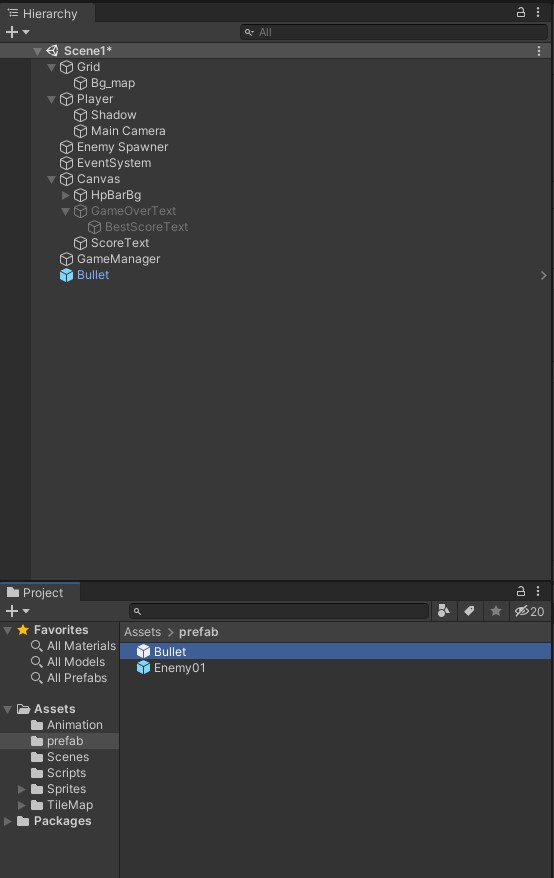 Hierarchy
All
Scene1*
Grid
Bg_map
Player
Shadow
Main Camera
Enemy Spawner
EventSystem
Canvas
HpBarBg
GameOverText
BestScoreText
ScoreText
GameManager
Bullet
Project
20
Favorites
All Materials
All Models
All Prefabs
Assets
Animation
prefab
Scenes
Scripts
Sprites
TileMap
Packages
Assets > prefab
Bullet
Enemy01